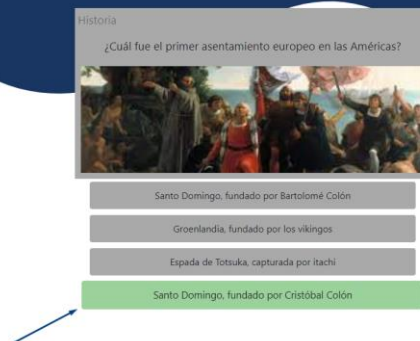 Historia
¿Cuál fue el primer asentamiento europeo en las Américas?
Santo Domingo, fundado por Bartolomé Colón
Groenlandia, fundado por los vikingos
Espada de Totsuka, capturada por itachi
Santo Domingo, fundado por Cristóbal Colón